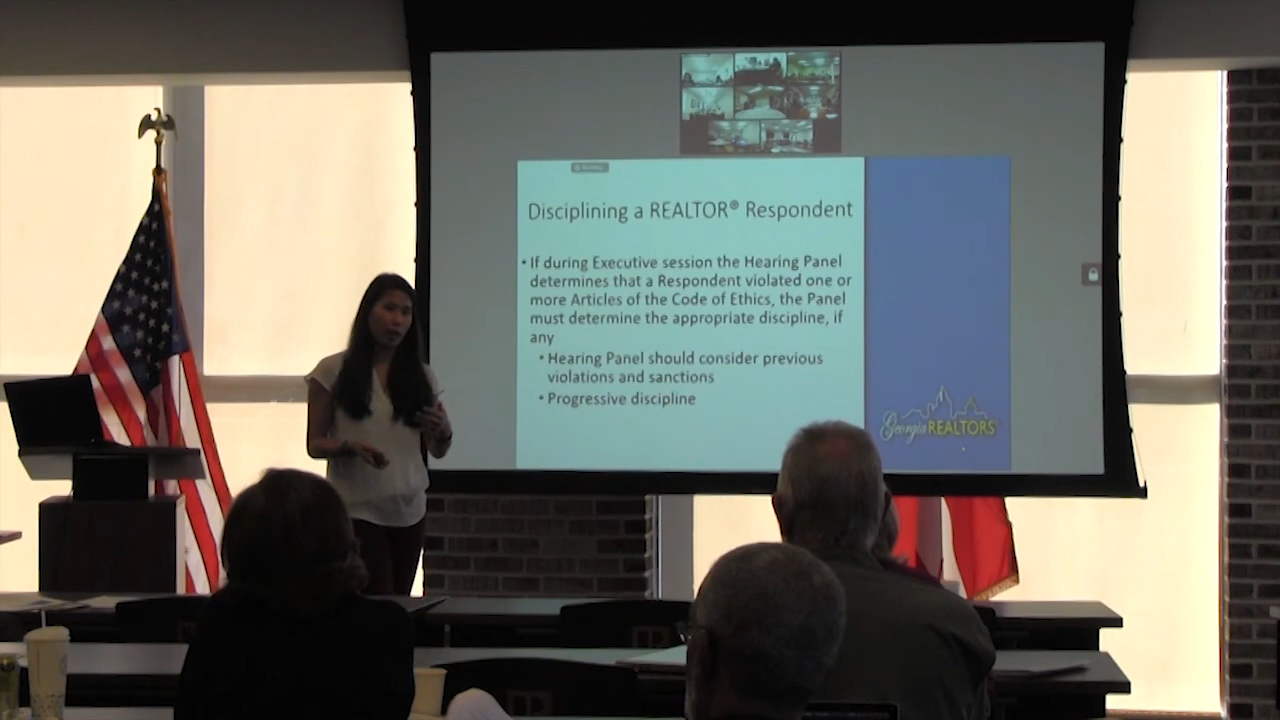 Disciplining a REALTOR® Respondent
• If during Executive session the Hearing Panel
determines that a Respondent violated one or
more Articles of the Code of Ethics, the Panel
must determine the appropriate discipline, if
any
• Hearing Panel should consider previous
violations and sanctions
• Progressive discipline
Georgia REALTORS®